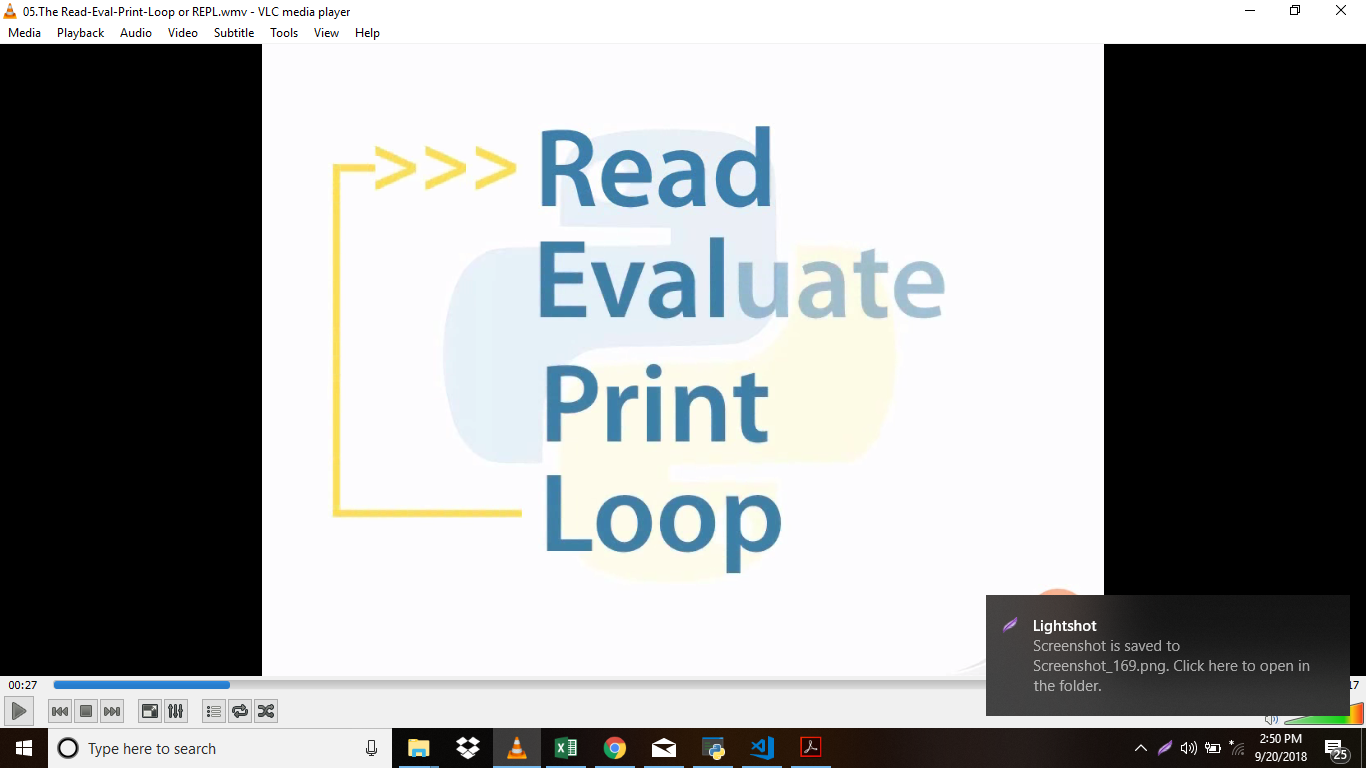 05.The Read-Eval-Print-Loop or REPL.wmv - VLC media player
Media Playback Audio Video Subtitle Tools View Help
>>> Read
Evaluate
Print
Loop
Lightshot
Screenshot is saved to
Screenshot_169.png. Click here to open in
the folder.
00:27
17
Type here to search
2:50 PM
9/20/2018
25